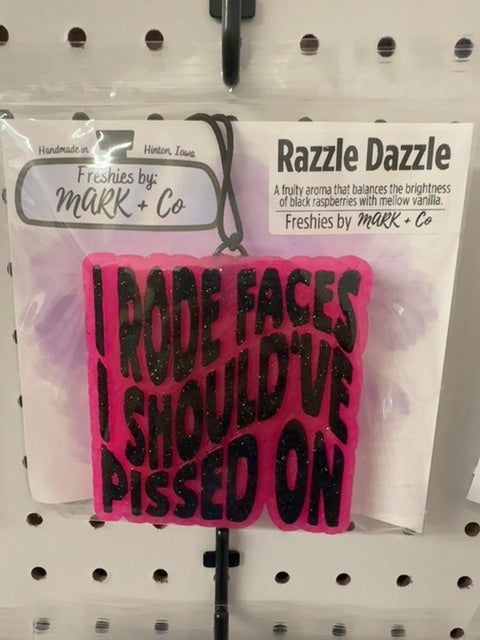 Handmade in Hinton, Iowa
Freshies by:
MARK + Co
Razzle Dazzle
A fruity aroma that balances the brightness
of black raspberries with mellow vanilla.
Freshies by MARK + Co
I RODE FACES
I SHOULD'VE
PISSED ON